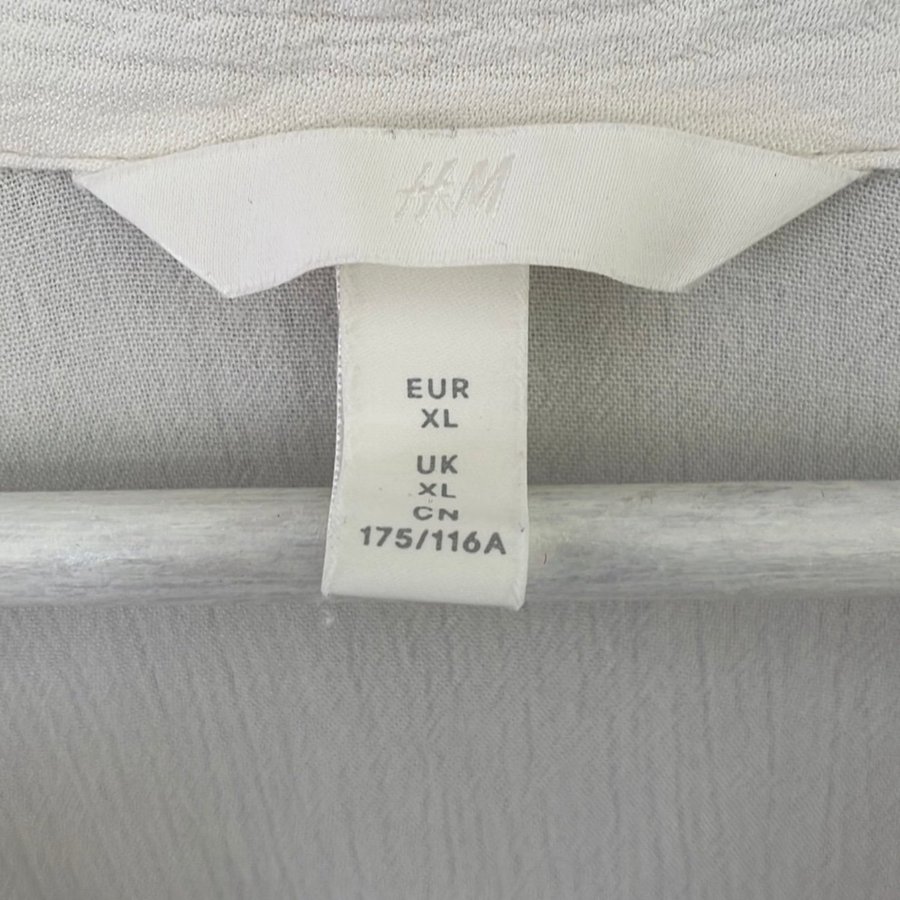 H&M
EUR
XL
UK
XL
CN
175/116A